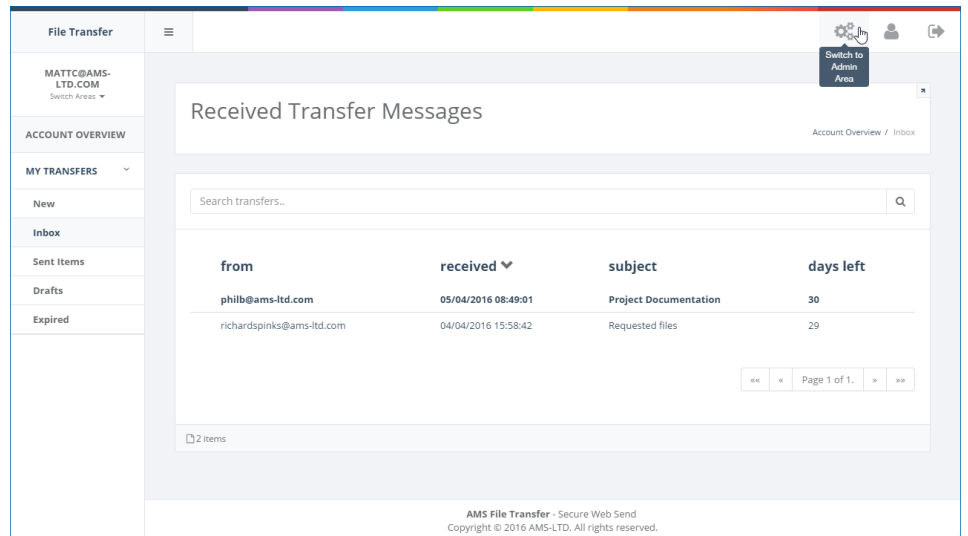 File Transfer
Switch to
Admin
Area
MATTC@AMS-
LTD.COM
Switch Areas
ACCOUNT OVERVIEW
MY TRANSFERS
New
Inbox
Sent Items
Drafts
Expired
Received Transfer Messages
Account Overview / Inbox
Search transfers..
from received subject days left
philb@ams-ltd.com 05/04/2016 08:49:01 Project Documentation 30
richardspinks@ams-ltd.com 04/04/2016 15:58:42 Requested files 29
«« « Page 1 of 1. » »»
2 items
AMS File Transfer - Secure Web Send
Copyright © 2016 AMS-LTD. All rights reserved.